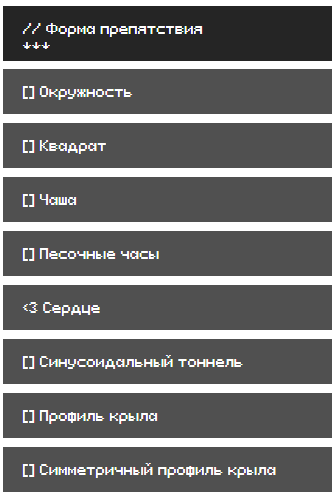 // Форма препятствия
↓↓↓
[] Окружность
[] Квадрат
[] Чаша
[] Песочные часы
<3 Сердце
[] Синусоидальный тоннель
[] Профиль крыла
[] Симметричный профиль крыла